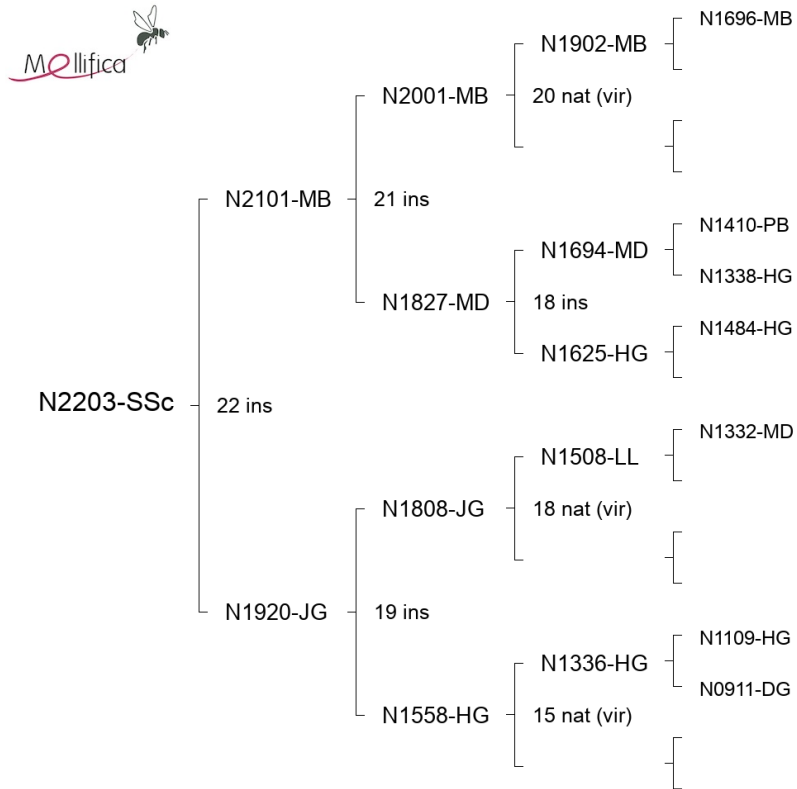 Mellifica
N1696-MB
N1902-MB
N2001-MB
20 nat (vir)
N2101-MB
21 ins
N1410-PB
N1694-MD
N1338-HG
N1827-MD
18 ins
N1484-HG
N1625-HG
N2203-SSc
22 ins
N1332-MD
N1508-LL
N1808-JG
18 nat (vir)
N1920-JG
19 ins
N1109-HG
N1336-HG
N0911-DG
N1558-HG
15 nat (vir)